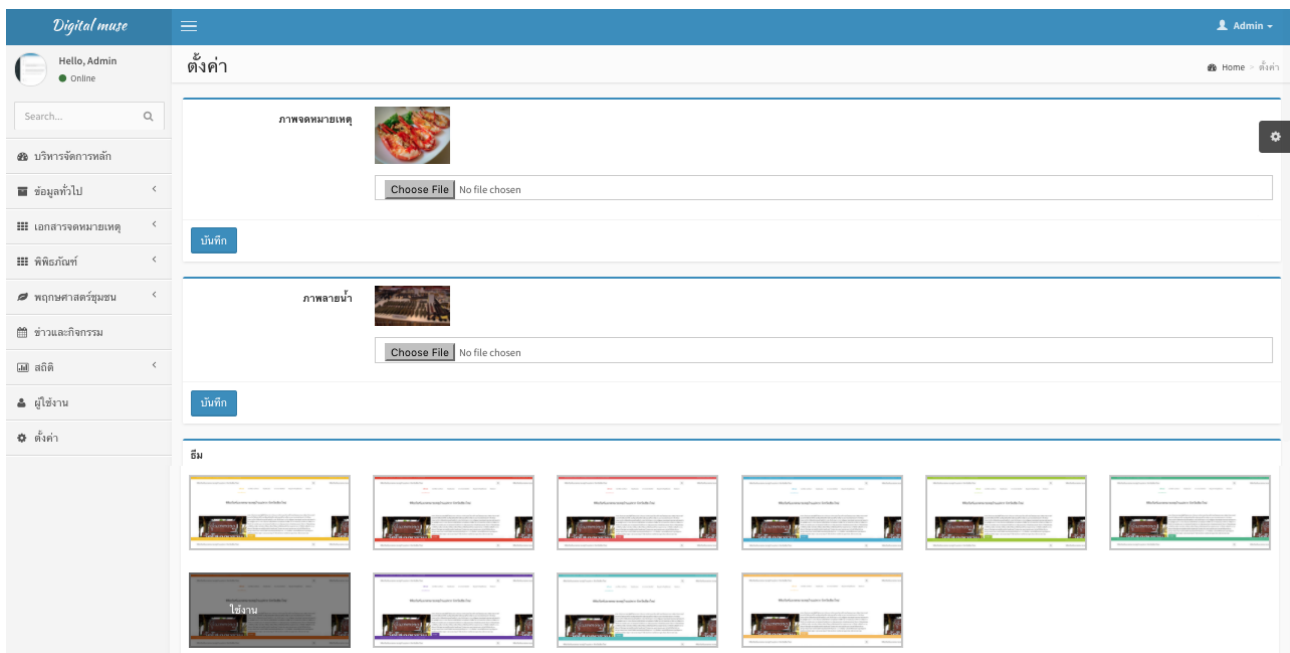 Digital muse
Admin
Hello, Admin
Online
ตั้งค่า
Home > ตั้งค่า
Search...
บริหารจัดการหลัก
ข้อมูลทั่วไป
เอกสารจดหมายเหตุ
พิพิธภัณฑ์
พฤกษศาสตร์ชุมชน
ข่าวและกิจกรรม
สถิติ
ผู้ใช้งาน
ตั้งค่า
ภาพจดหมายเหตุ
Choose File No file chosen
บันทึก
ภาพลายน้ำ
Choose File No file chosen
บันทึก
ธีม
ใช้งาน